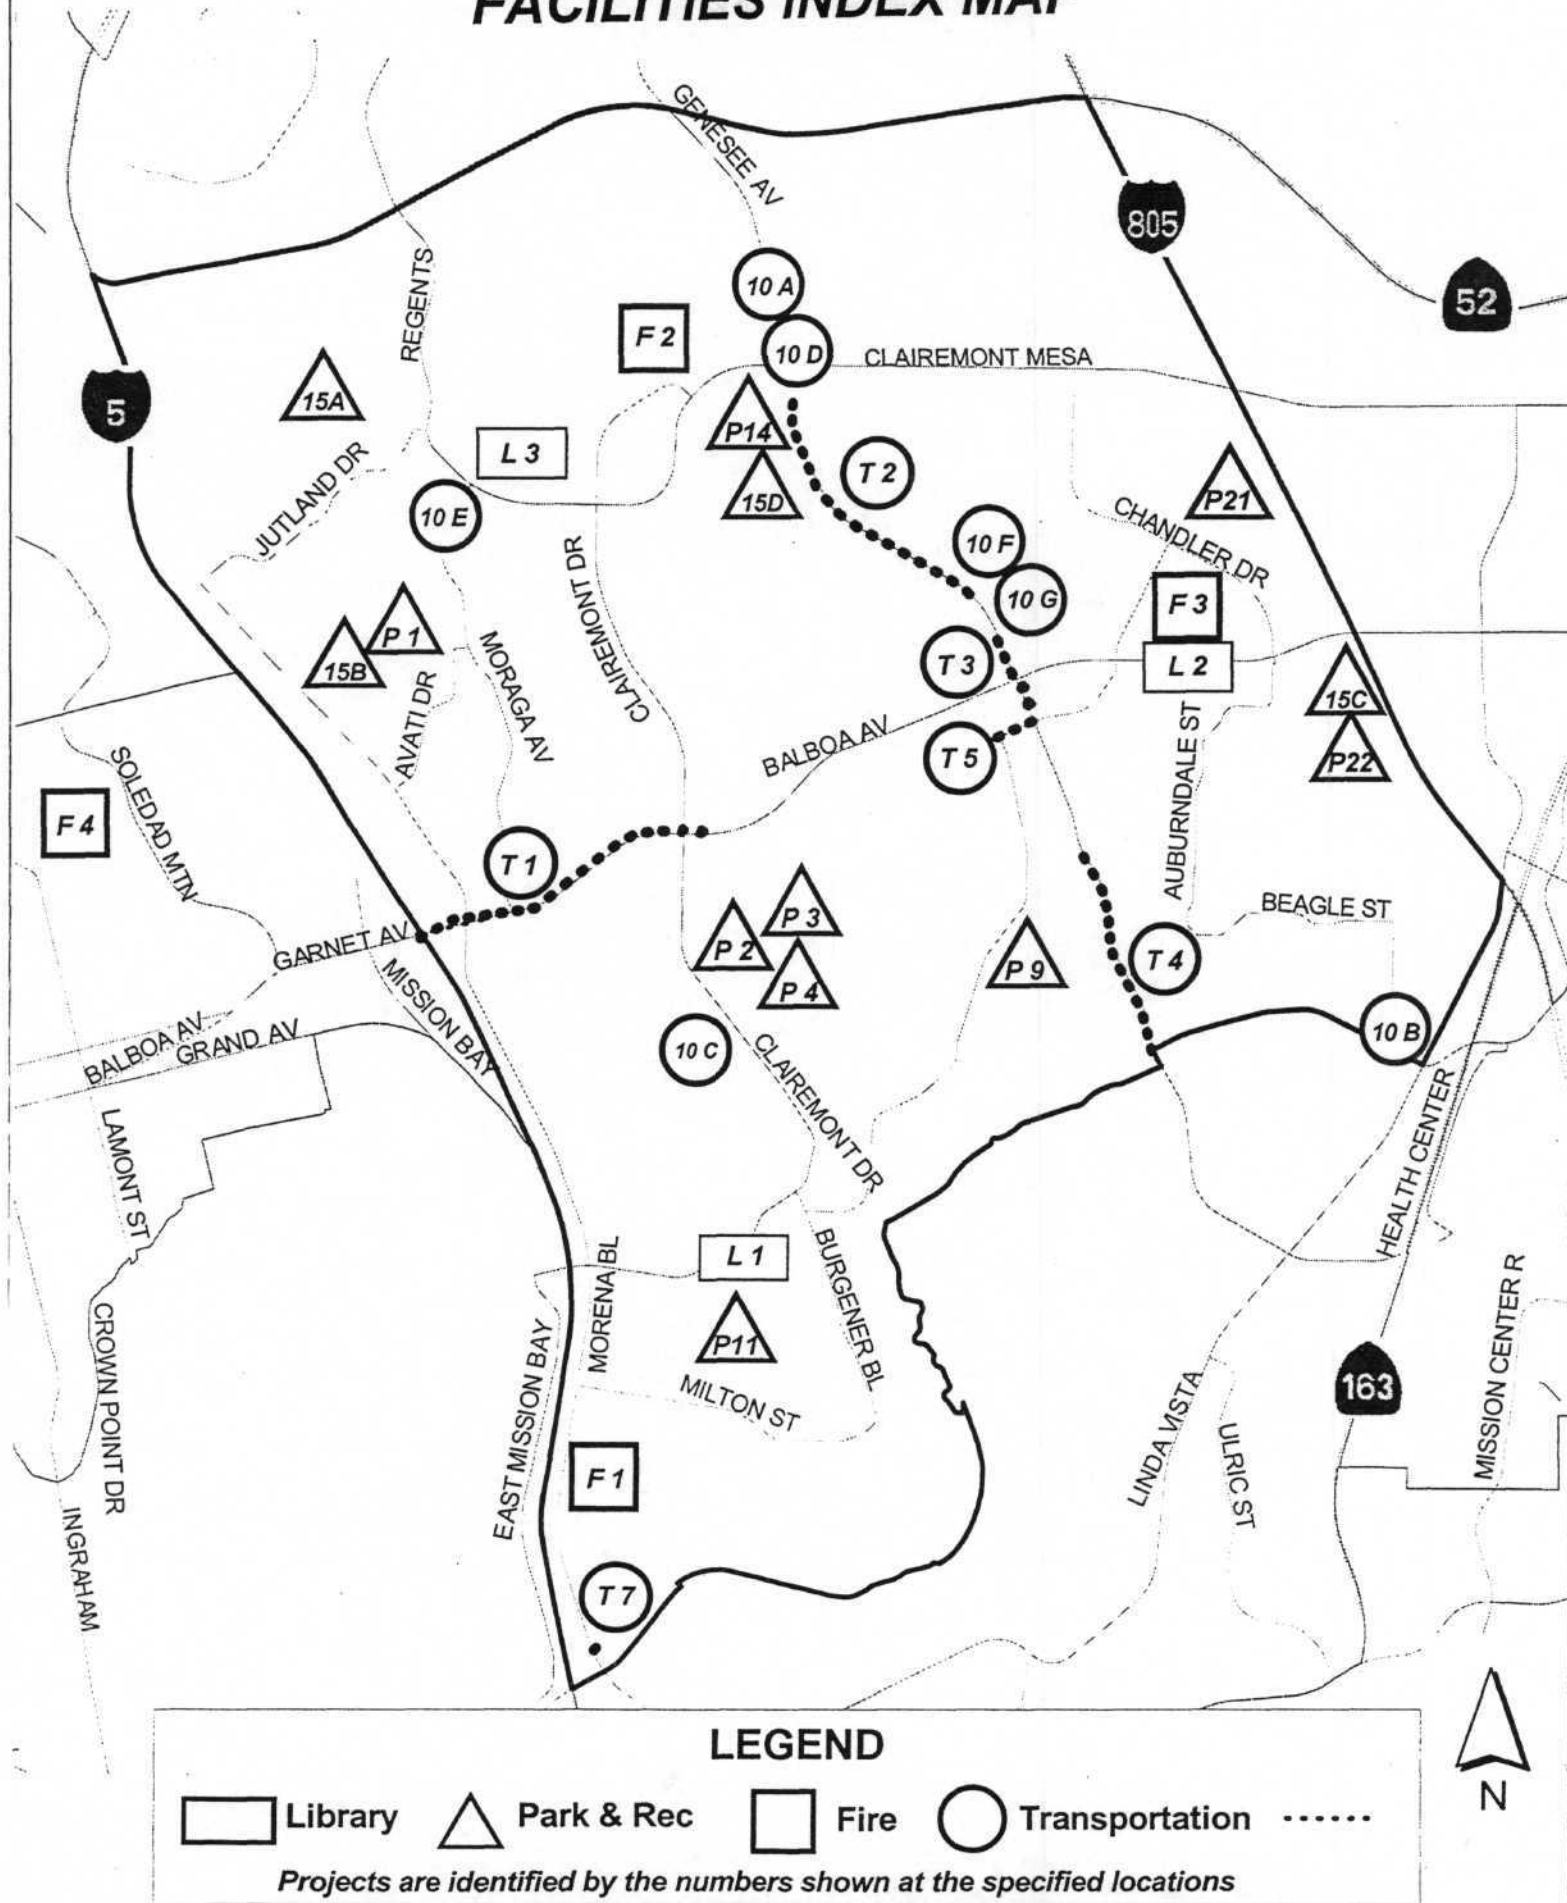 FACILITIES INDEX MAP
GENESEE AV
805
52
REGENTS
10 A
F 2
10 D
CLAIREMONT MESA
5
15A
P14
L 3
T 2
15D
P21
JUTLAND DR
10 E
CHANDLER DR
10 F
CLAIREMONT DR
10 G
F 3
P 1
15B
MORAGA AV
T 3
L 2
15C
AVATI DR
BALBOA AV
T 5
P22
AUBURNDALE ST
SOLEDAD MTN
F 4
T 1
BEAGLE ST
P 3
GARNET AV
P 2
P 9
T 4
P 4
MISSION BAY
BALBOA AV
GRAND AV
10 C
10 B
CLAIREMONT DR
HEALTH CENTER
LAMONT ST
L 1
BURGENER BL
MORENA BL
P11
CROWN POINT DR
EAST MISSION BAY
MILTON ST
163
MISSION CENTER R
LINDA VISTA
ULRIC ST
F 1
INGRAHAM
T 7
LEGEND
N
Library Park & Rec Fire Transportation
Projects are identified by the numbers shown at the specified locations